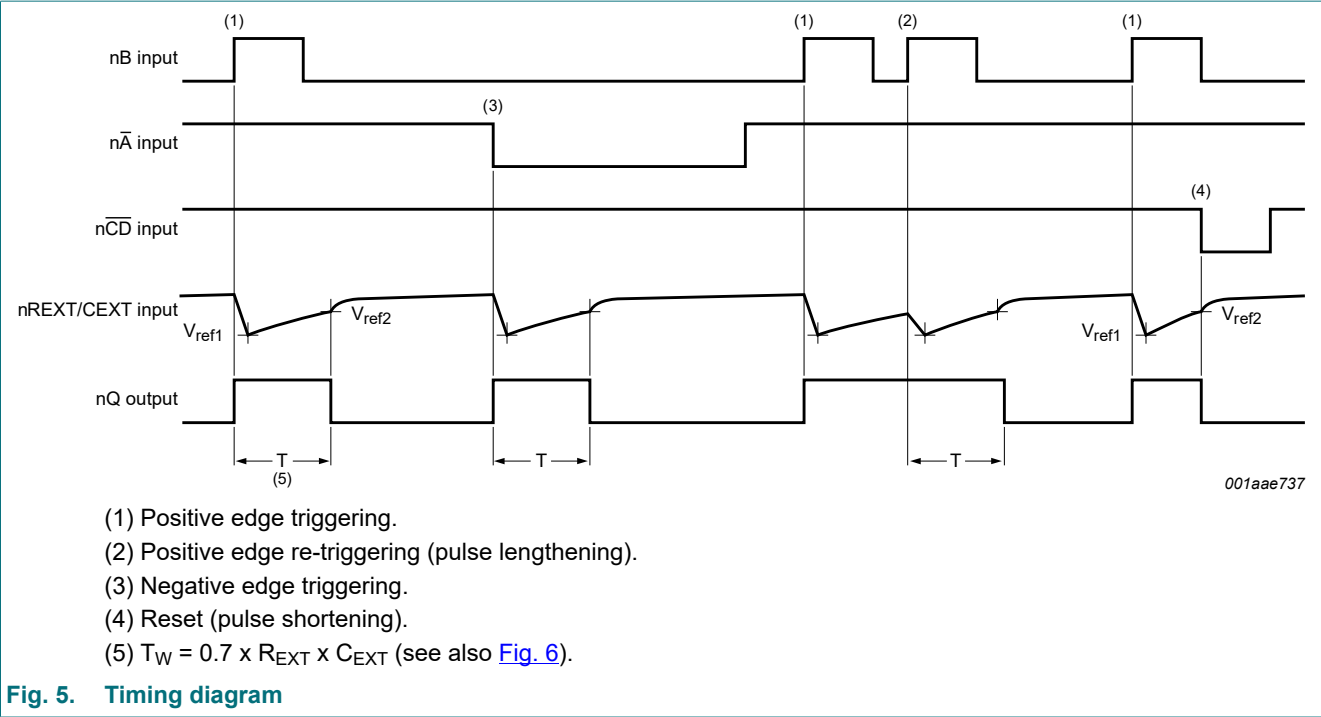 (1) (1) (2) (1)
nB input
(3)
nA̅ input
(4)
nC̅D̅ input
nREXT/CEXT input
Vref1 Vref2 Vref1 Vref2
nQ output
T T T
(5)
001aae737
(1) Positive edge triggering.
(2) Positive edge re-triggering (pulse lengthening).
(3) Negative edge triggering.
(4) Reset (pulse shortening).
(5) TW = 0.7 x REXT x CEXT (see also Fig. 6).
Fig. 5. Timing diagram